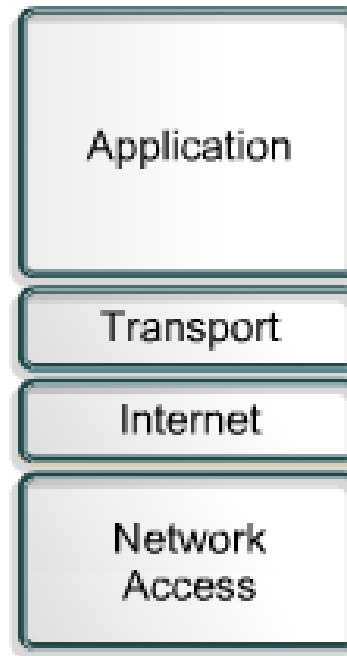 Application
Transport
Internet
Network
Access